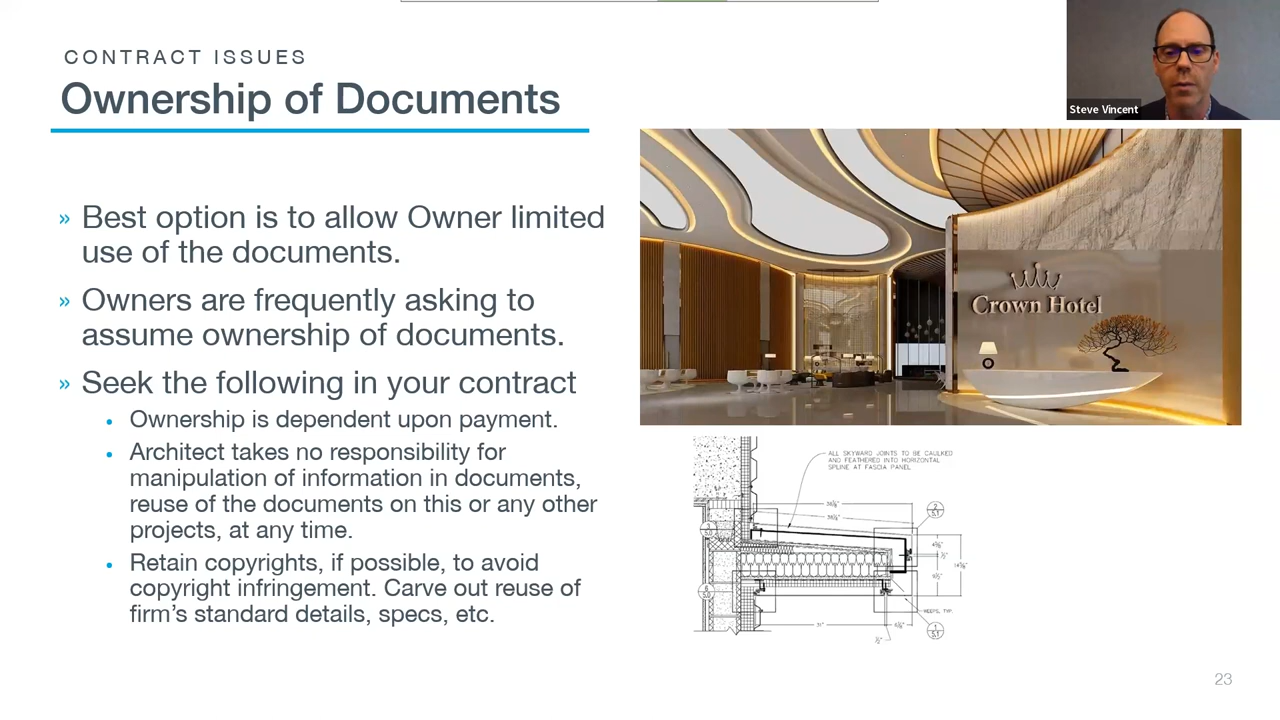 CONTRACT ISSUES
Ownership of Documents
Steve Vincent
» Best option is to allow Owner limited
use of the documents.
» Owners are frequently asking to
assume ownership of documents.
» Seek the following in your contract
• Ownership is dependent upon payment.
• Architect takes no responsibility for
manipulation of information in documents,
reuse of the documents on this or any other
projects, at any time.
• Retain copyrights, if possible, to avoid
copyright infringement. Carve out reuse of
firm's standard details, specs, etc.
Crown Hotel
ALL SKYWARD JOINTS TO BE CAULKED
AND FEATHERED INTO HORIZONTAL
SPLINE AT FASCIA PANEL
WEEPS, TYP.
31"
23